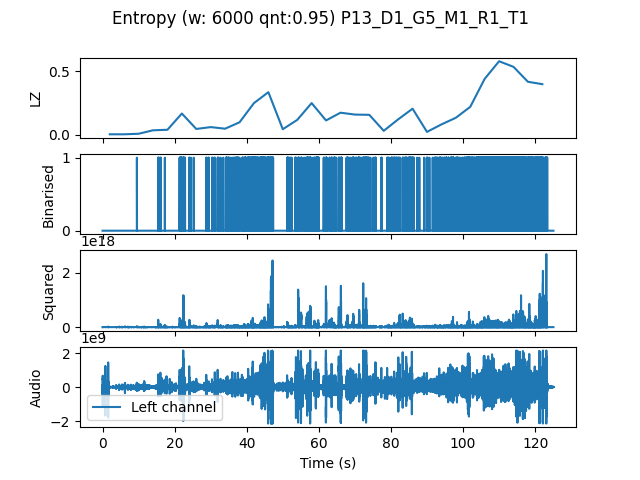 Entropy (w: 6000 qnt:0.95) P13_D1_G5_M1_R1_T1
0.5
LZ
0.0
1
Binarised
0
1e18
2
Squared
0
1e9
2
Audio
0
−2
Left channel
0 20 40 60 80 100 120
Time (s)